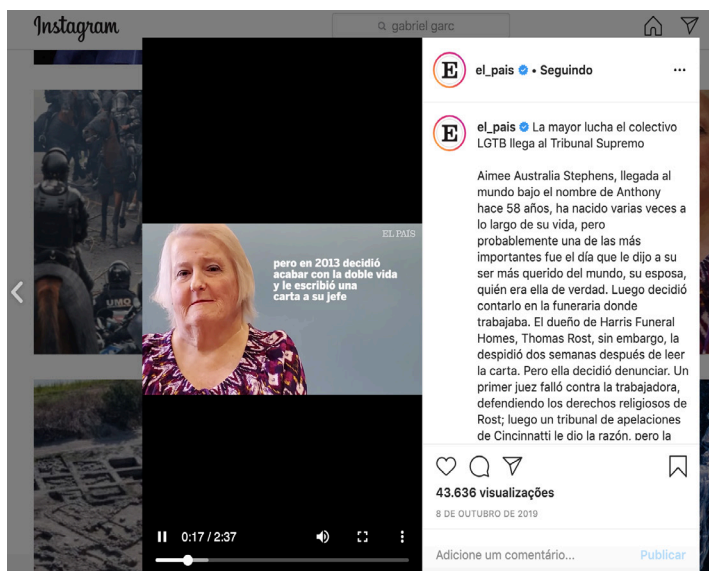 Instagram
gabriel garc
el_pais • Seguindo
el_pais La mayor lucha el colectivo
LGTB llega al Tribunal Supremo
Aimee Australia Stephens, llegada al
mundo bajo el nombre de Anthony
hace 58 años, ha nacido varias veces a
lo largo de su vida, pero
probablemente una de las más
importantes fue el día que le dijo a su
ser más querido del mundo, su esposa,
quién era ella de verdad. Luego decidió
contarlo en la funeraria donde
trabajaba. El dueño de Harris Funeral
Homes, Thomas Rost, sin embargo, la
despidió dos semanas después de leer
la carta. Pero ella decidió denunciar. Un
primer juez falló contra la trabajadora,
defendiendo los derechos religiosos de
Rost; luego un tribunal de apelaciones
de Cincinnatti le dio la razón, pero la
EL PAÍS
pero en 2013 decidió
acabar con la doble vida
y le escribió una
carta a su jefe
UMO
0:17 / 2:37
43.636 visualizações
8 DE OUTUBRO DE 2019
Adicione um comentário...
Publicar